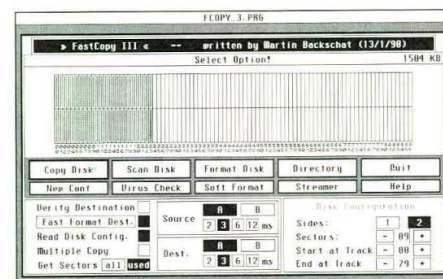 FCOPY_3.PRG
» FastCopy III « -- written by Martin Backschat (13/1/90)
Select Option! 1504 KB
Copy Disk Scan Disk Format Disk Directory Quit
New Conf Virus Check Soft Format Streamer Help
Verify Destination
Fast Format Dest.
Read Disk Config.
Multiple Copy
Get Sectors all used
Source A B
2 3 6 12 ms
Dest. A B
2 3 6 12 ms
Disk Configuration
Sides: 1 2
Sectors: - 09 +
Start at Track - 00 +
End at Track - 79 +